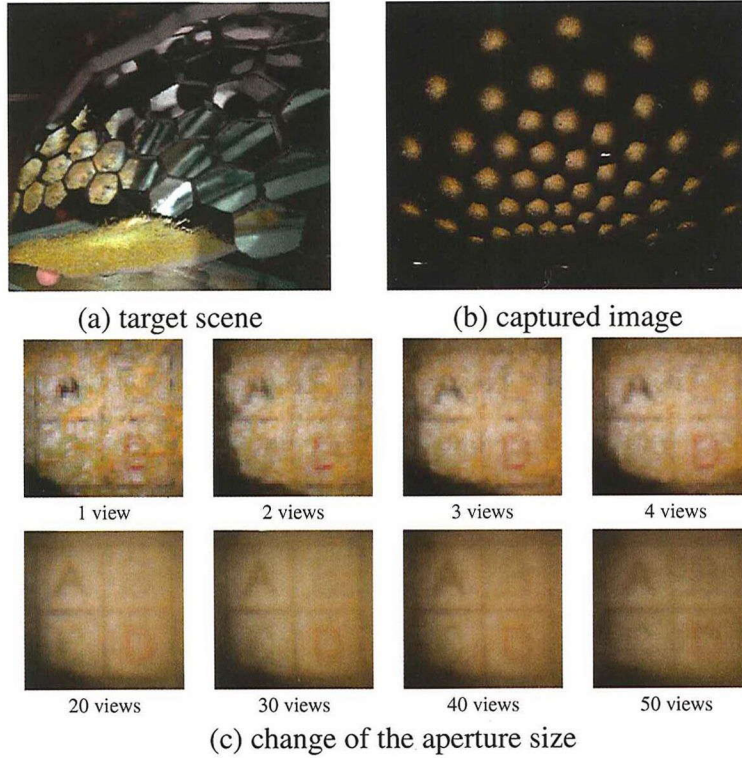 (a) target scene
(b) captured image
1 view
2 views
3 views
4 views
20 views
30 views
40 views
50 views
(c) change of the aperture size